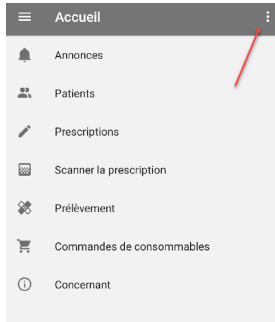 Accueil
Annonces
Patients
Prescriptions
Scanner la prescription
Prélèvement
Commandes de consommables
Concernant